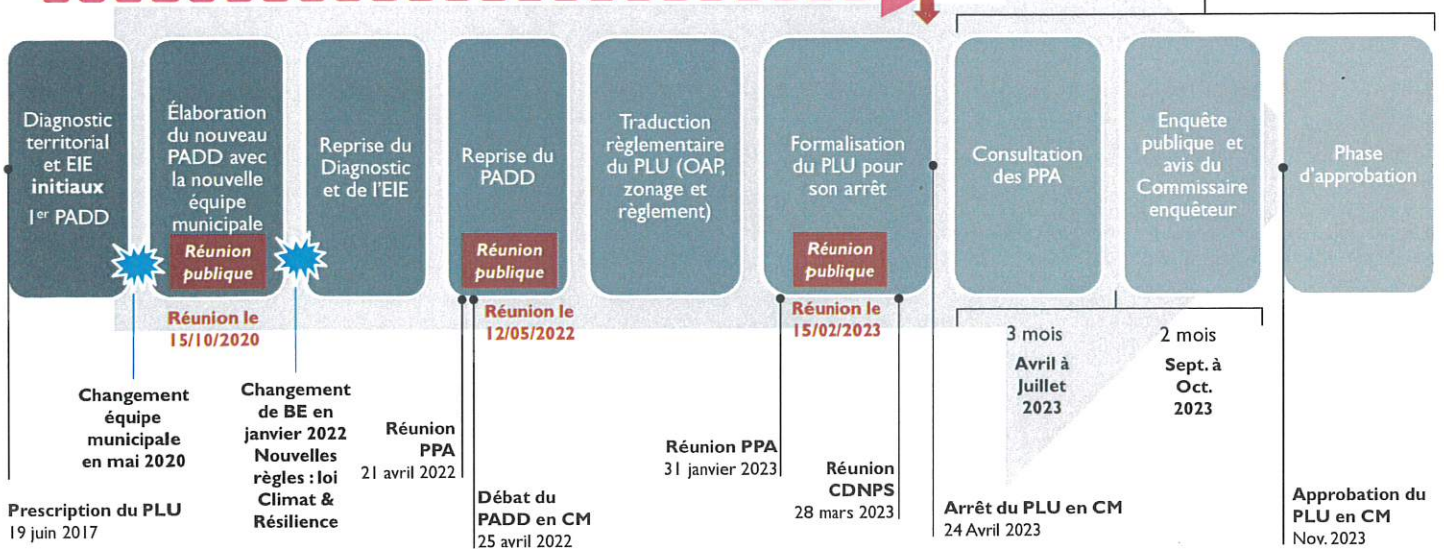 Diagnostic
territorial
et EIE
initiaux
1er PADD
Élaboration
du nouveau
PADD avec
la nouvelle
équipe
municipale
Réunion
publique
Reprise du
Diagnostic
et de l'EIE
Reprise du
PADD
Réunion
publique
Traduction
règlementaire
du PLU (OAP,
zonage et
règlement)
Formalisation
du PLU pour
son arrêt
Réunion
publique
Consultation
des PPA
Enquête
publique et
avis du
Commissaire
enquêteur
Phase
d'approbation
Réunion le
15/10/2020
Réunion le
12/05/2022
Réunion le
15/02/2023
3 mois
Avril à
Juillet
2023
2 mois
Sept. à
Oct.
2023
Changement
équipe
municipale
en mai 2020
Changement
de BE en
janvier 2022
Nouvelles
règles : loi
Climat &
Résilience
Réunion
PPA
21 avril 2022
Réunion PPA
31 janvier 2023
Réunion
CDNPS
28 mars 2023
Prescription du PLU
19 juin 2017
Débat du
PADD en CM
25 avril 2022
Arrêt du PLU en CM
24 Avril 2023
Approbation du
PLU en CM
Nov. 2023